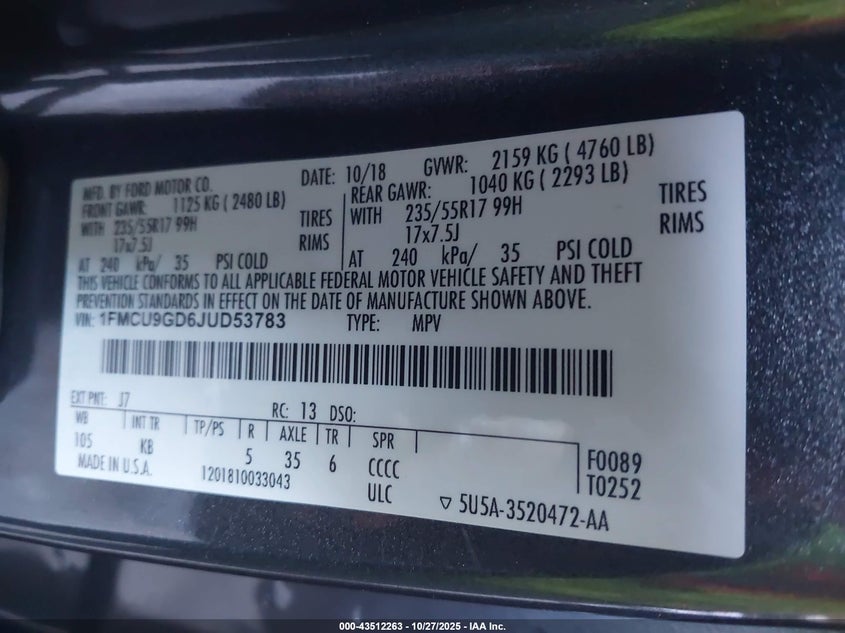 MFD. BY FORD MOTOR CO.
DATE: 10/18 GVWR: 2159 KG ( 4760 LB)
FRONT GAWR: 1125 KG ( 2480 LB)
WITH 235/55R17 99H TIRES
17x7.5J RIMS
AT 240 kPa/ 35 PSI COLD
REAR GAWR: 1040 KG ( 2293 LB)
WITH 235/55R17 99H TIRES
17x7.5J RIMS
AT 240 kPa/ 35 PSI COLD
THIS VEHICLE CONFORMS TO ALL APPLICABLE FEDERAL MOTOR VEHICLE SAFETY AND THEFT
PREVENTION STANDARDS IN EFFECT ON THE DATE OF MANUFACTURE SHOWN ABOVE.
VIN: 1FMCU9GD6JUD53783 TYPE: MPV
EXT PNT: J7 RC: 13 DSO:
WB INT TR TP/PS R AXLE TR SPR
105 KB 5 35 6 CCCC
MADE IN U.S.A. 1201810033043 ULC
F0089
T0252
▽ 5U5A-3520472-AA
000-43512263 - 10/27/2025 - IAA Inc.